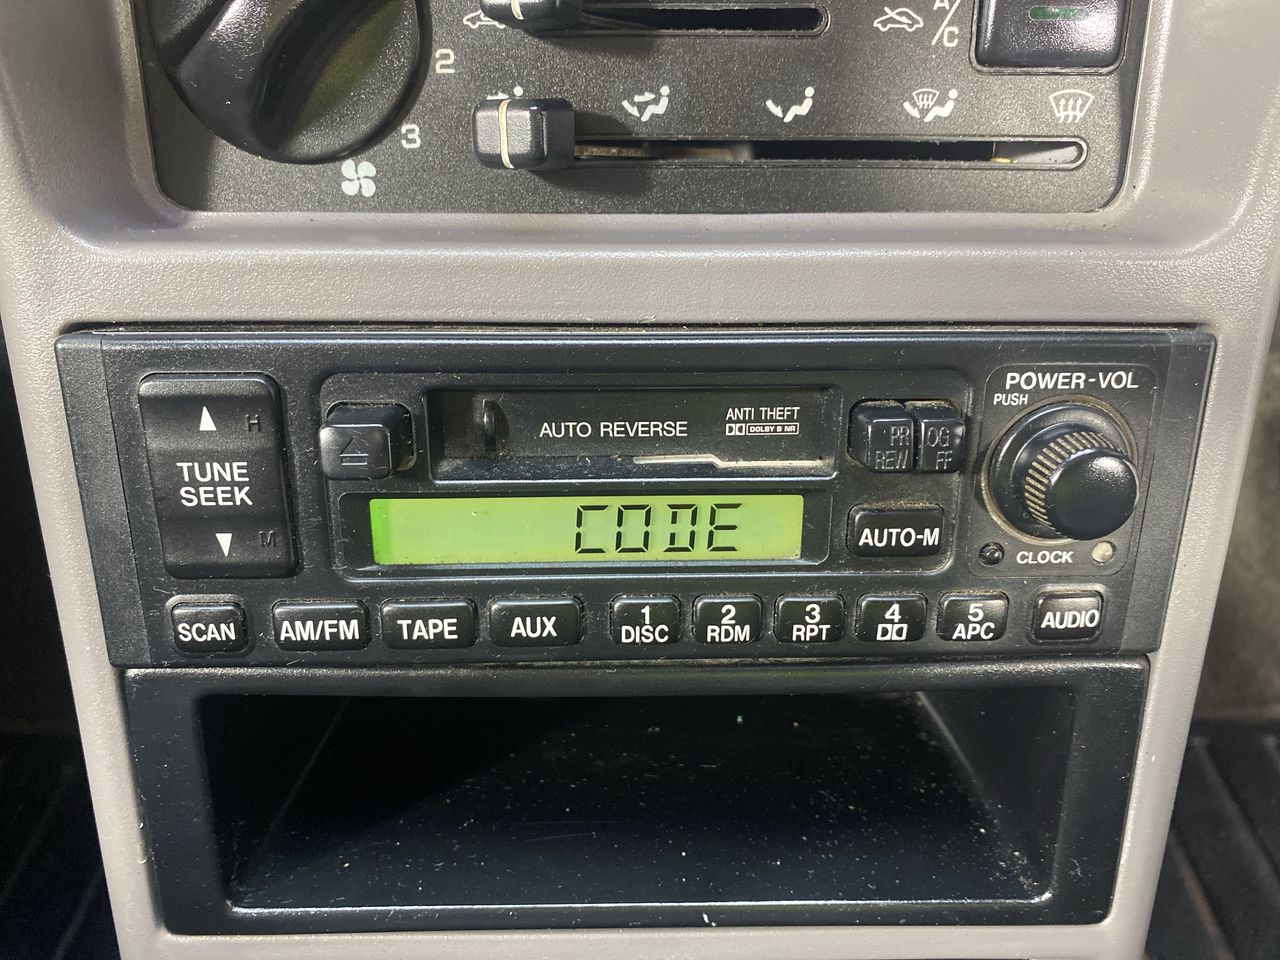 A/C
2
3
POWER-VOL
PUSH
AUTO REVERSE
ANTI THEFT
DOLBY B NR
H
TUNE
SEEK
M
PR
REW
OG
FF
CODE
AUTO-M
CLOCK
SCAN
AM/FM
TAPE
AUX
1
DISC
2
RDM
3
RPT
4
5
APC
AUDIO